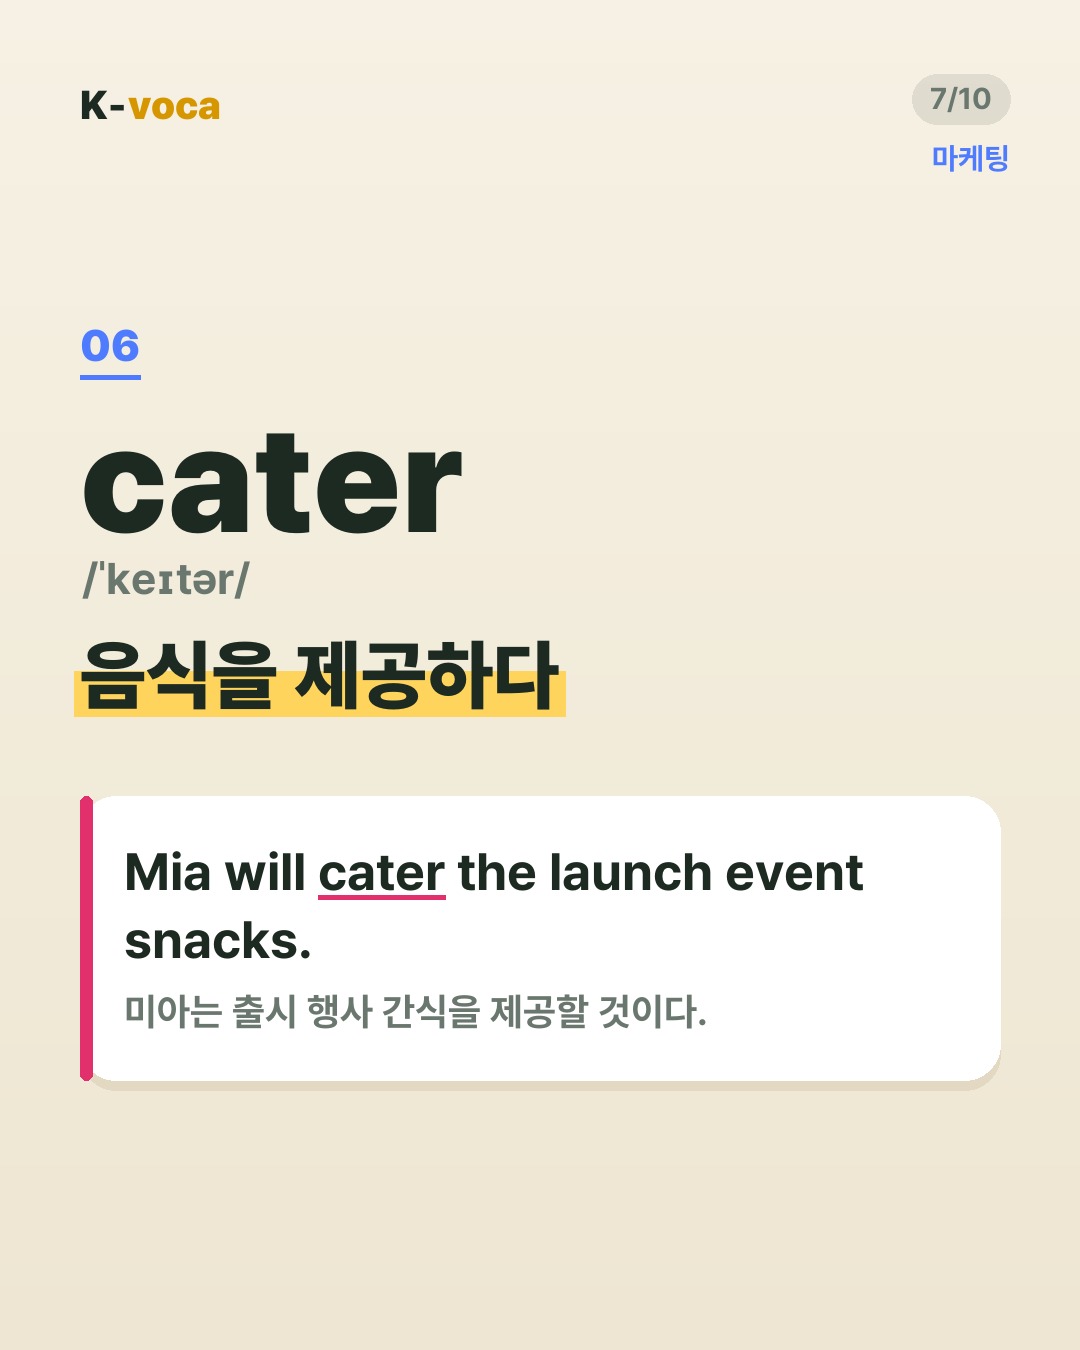 K-voca
7/10
마케팅
06
cater
/ˈkeɪtər/
음식을 제공하다
Mia will cater the launch event
snacks.
미아는 출시 행사 간식을 제공할 것이다.